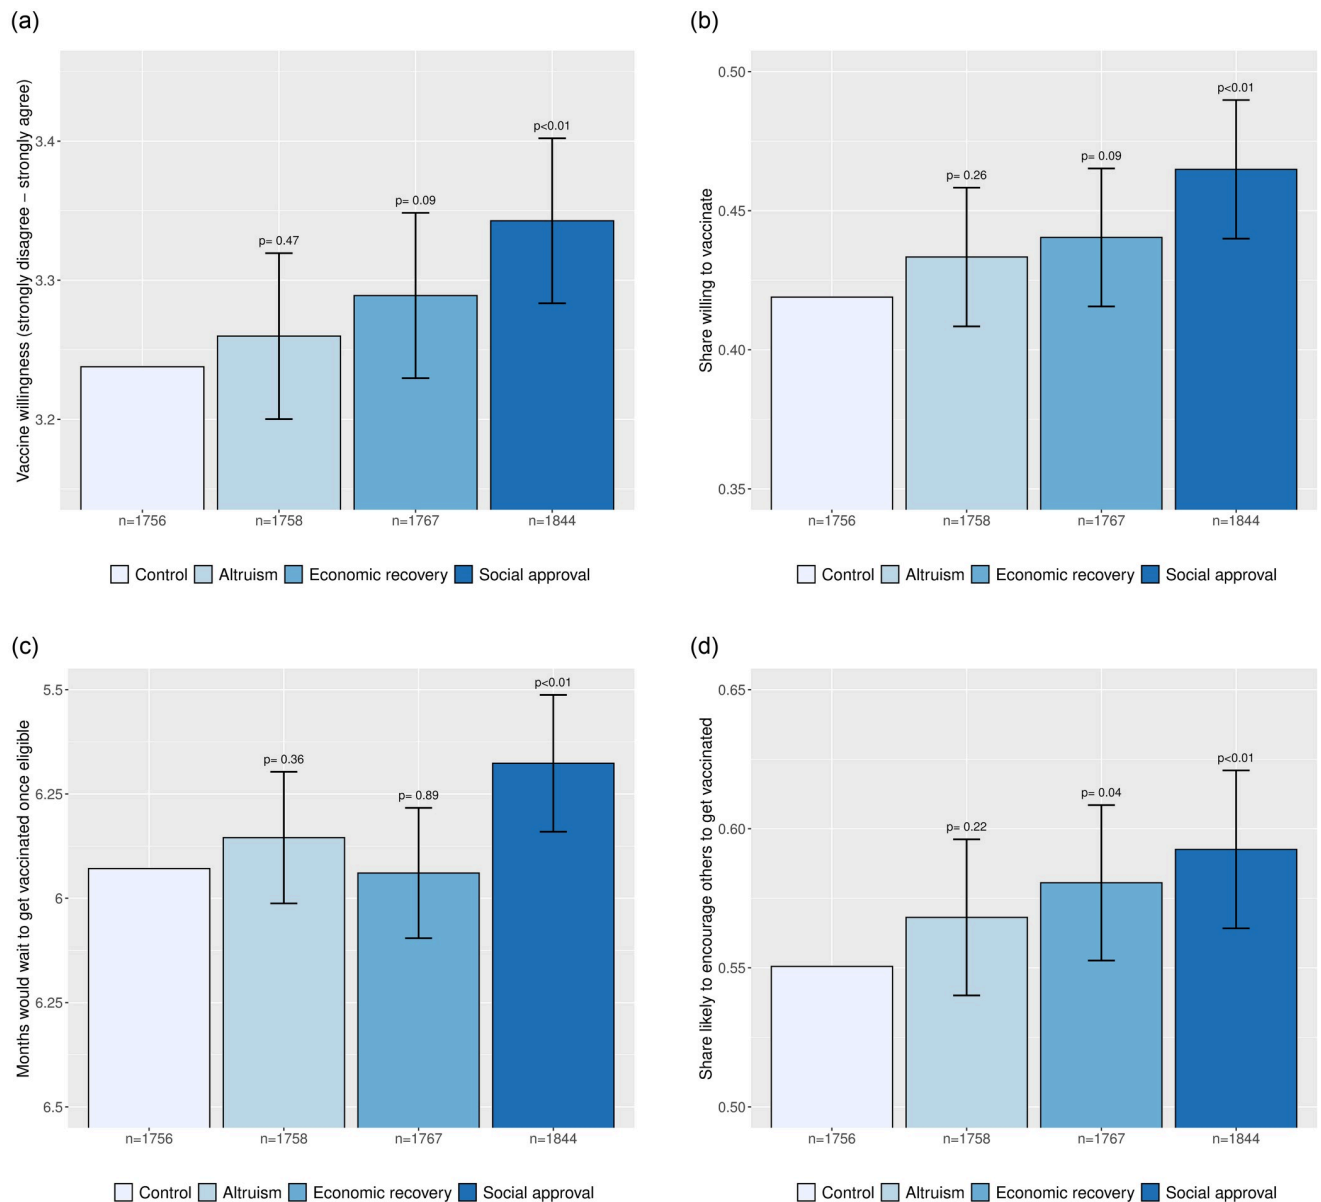 (a)
Vaccine willingness (strongly disagree – strongly agree)
3.4
3.3
3.2
p= 0.47
p= 0.09
p<0.01
n=1756
n=1758
n=1767
n=1844
Control
Altruism
Economic recovery
Social approval
(b)
Share willing to vaccinate
0.50
0.45
0.40
0.35
p= 0.26
p= 0.09
p<0.01
n=1756
n=1758
n=1767
n=1844
Control
Altruism
Economic recovery
Social approval
(c)
Months would wait to get vaccinated once eligible
5.5
6.25
6
6.25
6.5
p= 0.36
p= 0.89
p<0.01
n=1756
n=1758
n=1767
n=1844
Control
Altruism
Economic recovery
Social approval
(d)
Share likely to encourage others to get vaccinated
0.65
0.60
0.55
0.50
p= 0.22
p= 0.04
p<0.01
n=1756
n=1758
n=1767
n=1844
Control
Altruism
Economic recovery
Social approval